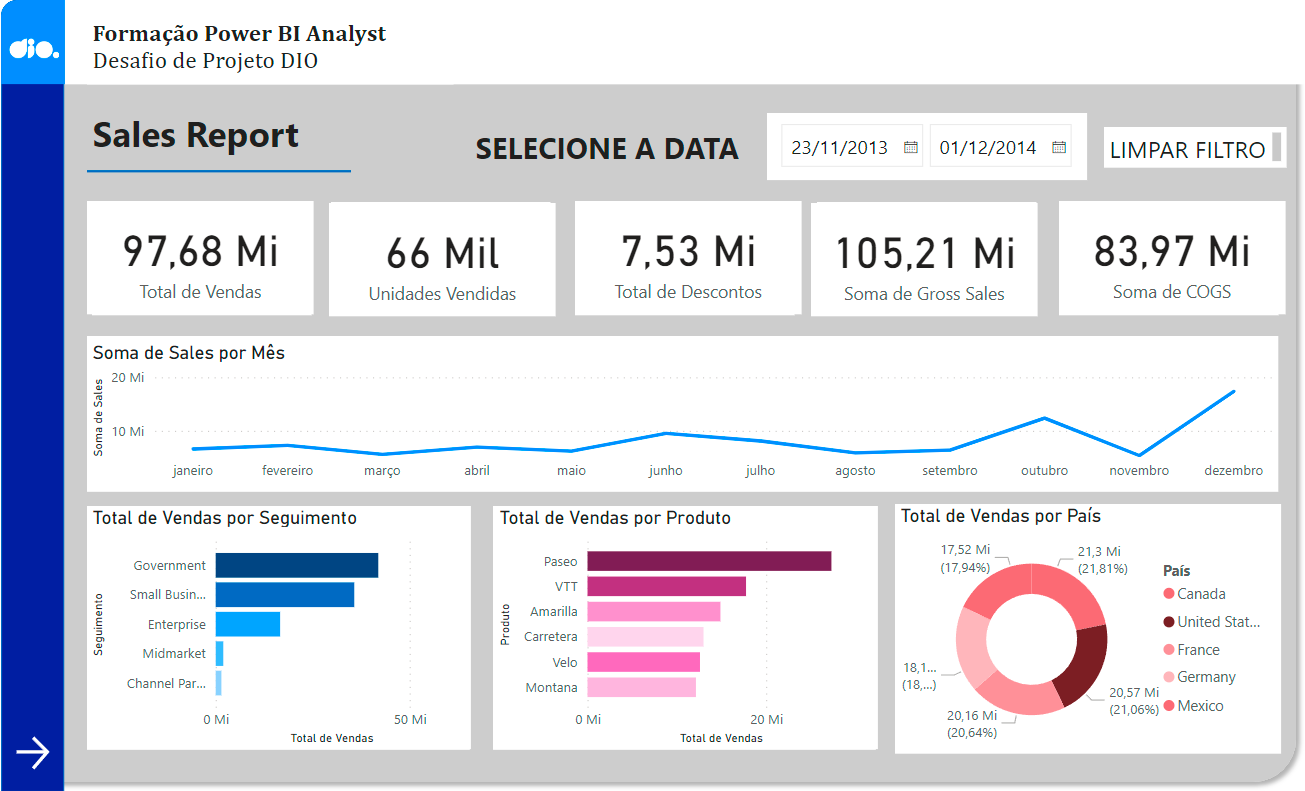 dio.
Formação Power BI Analyst
Desafio de Projeto DIO
Sales Report
SELECIONE A DATA
23/11/2013
01/12/2014
LIMPAR FILTRO
97,68 Mi
Total de Vendas
66 Mil
Unidades Vendidas
7,53 Mi
Total de Descontos
105,21 Mi
Soma de Gross Sales
83,97 Mi
Soma de COGS
Soma de Sales por Mês
Soma de Sales
20 Mi
10 Mi
janeiro
fevereiro
março
abril
maio
junho
julho
agosto
setembro
outubro
novembro
dezembro
Total de Vendas por Seguimento
Seguimento
Government
Small Busin...
Enterprise
Midmarket
Channel Par...
0 Mi
50 Mi
Total de Vendas
Total de Vendas por Produto
Produto
Paseo
VTT
Amarilla
Carretera
Velo
Montana
0 Mi
20 Mi
Total de Vendas
Total de Vendas por País
17,52 Mi
(17,94%)
21,3 Mi
(21,81%)
18,1...
(18,...)
20,16 Mi
(20,64%)
20,57 Mi
(21,06%)
País
Canada
United Stat...
France
Germany
Mexico